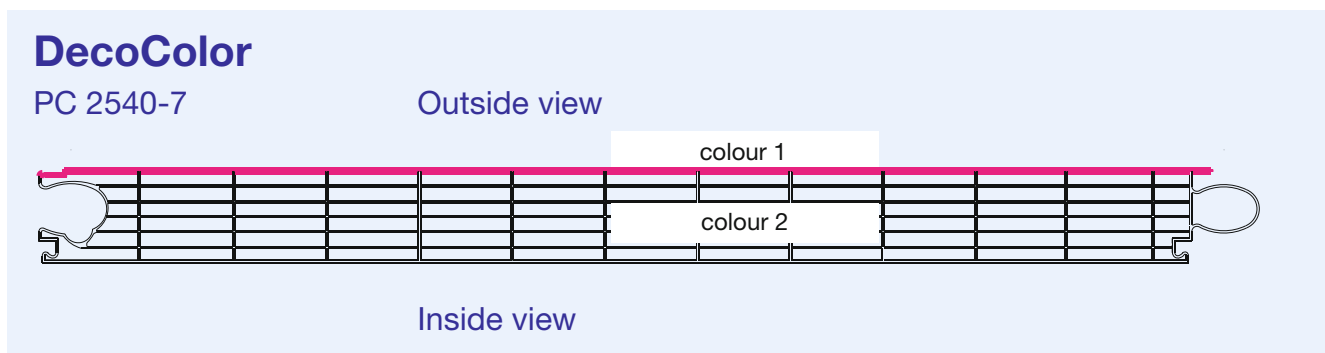 DecoColor
PC 2540-7
Outside view
colour 1
colour 2
Inside view